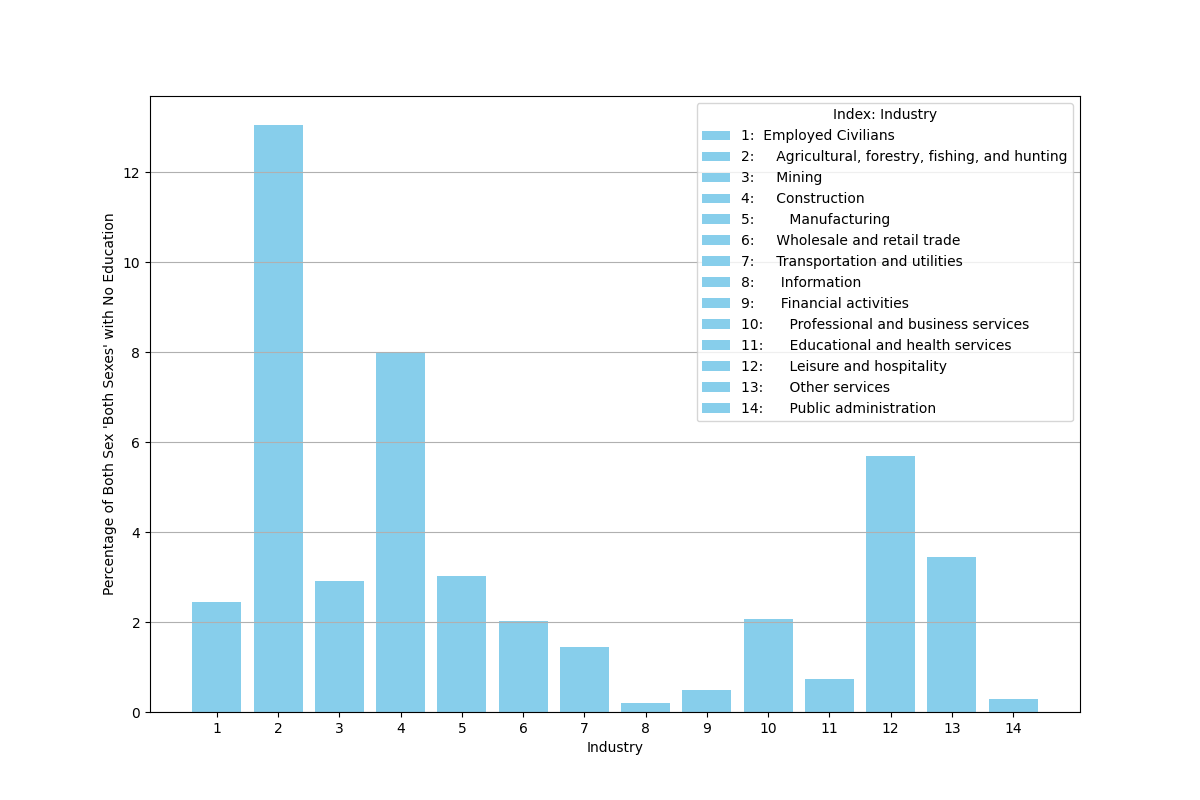 Index: Industry
1:  Employed Civilians
2:     Agricultural, forestry, fishing, and hunting
3:     Mining
4:     Construction
5:        Manufacturing
6:     Wholesale and retail trade
7:     Transportation and utilities
8:      Information
9:      Financial activities
10:      Professional and business services
11:      Educational and health services
12:      Leisure and hospitality
13:      Other services
14:      Public administration
Percentage of Both Sex 'Both Sexes' with No Education
12
10
8
6
4
2
0
1 2 3 4 5 6 7 8 9 10 11 12 13 14
Industry